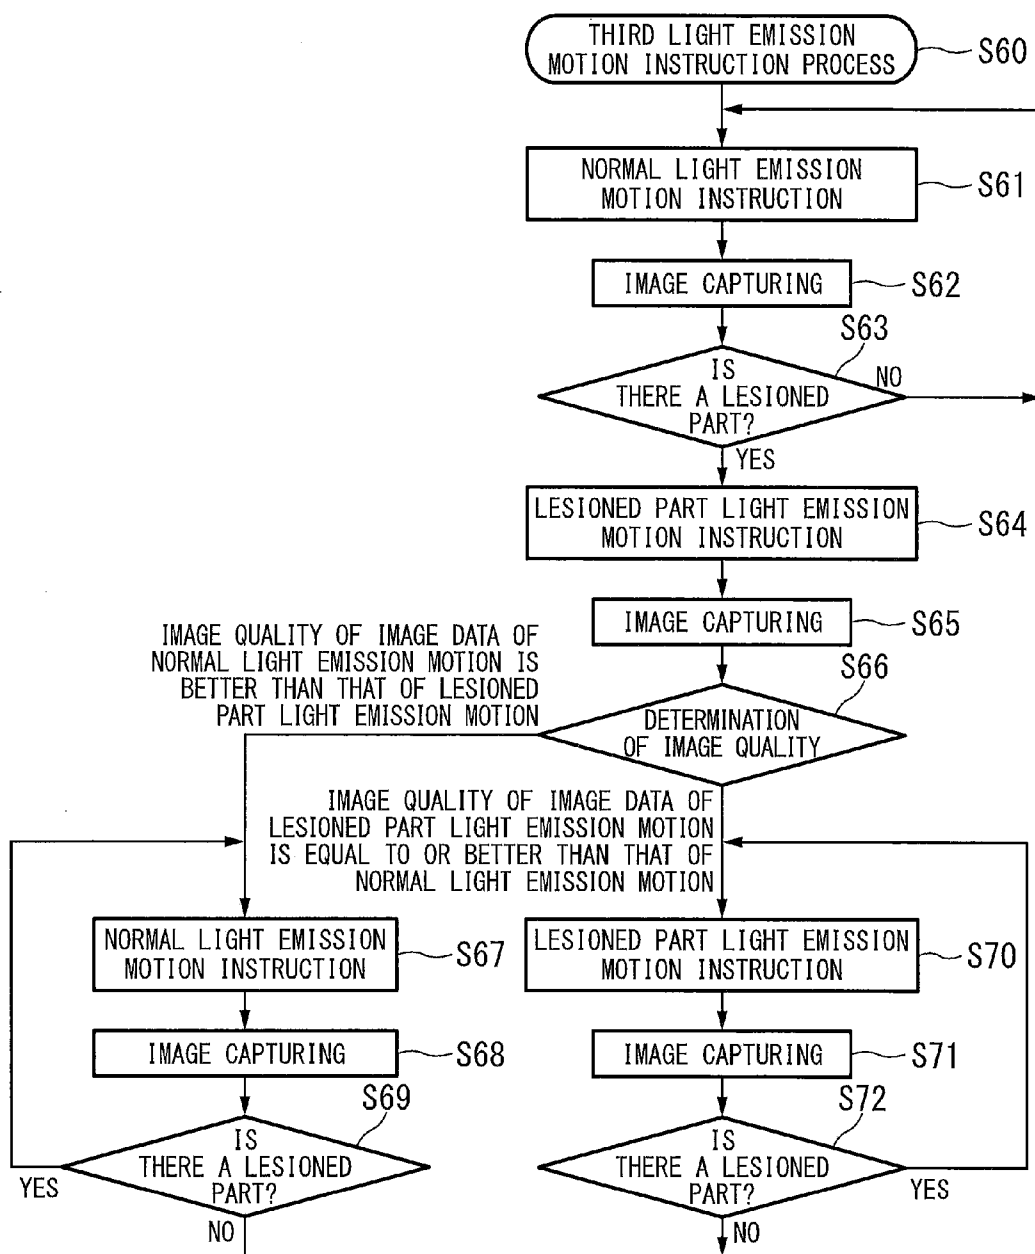 THIRD LIGHT EMISSION
MOTION INSTRUCTION PROCESS
S60
NORMAL LIGHT EMISSION
MOTION INSTRUCTION
S61
IMAGE CAPTURING
S62
S63
IS
THERE A LESIONED
PART?
NO
YES
LESIONED PART LIGHT EMISSION
MOTION INSTRUCTION
S64
IMAGE CAPTURING
S65
IMAGE QUALITY OF IMAGE DATA OF
NORMAL LIGHT EMISSION MOTION IS
BETTER THAN THAT OF LESIONED
PART LIGHT EMISSION MOTION
S66
DETERMINATION
OF IMAGE QUALITY
IMAGE QUALITY OF IMAGE DATA OF
LESIONED PART LIGHT EMISSION MOTION
IS EQUAL TO OR BETTER THAN THAT OF
NORMAL LIGHT EMISSION MOTION
NORMAL LIGHT EMISSION
MOTION INSTRUCTION
S67
LESIONED PART LIGHT EMISSION
MOTION INSTRUCTION
S70
IMAGE CAPTURING
S68
IMAGE CAPTURING
S71
S69
IS
THERE A LESIONED
PART?
YES
NO
S72
IS
THERE A LESIONED
PART?
YES
NO